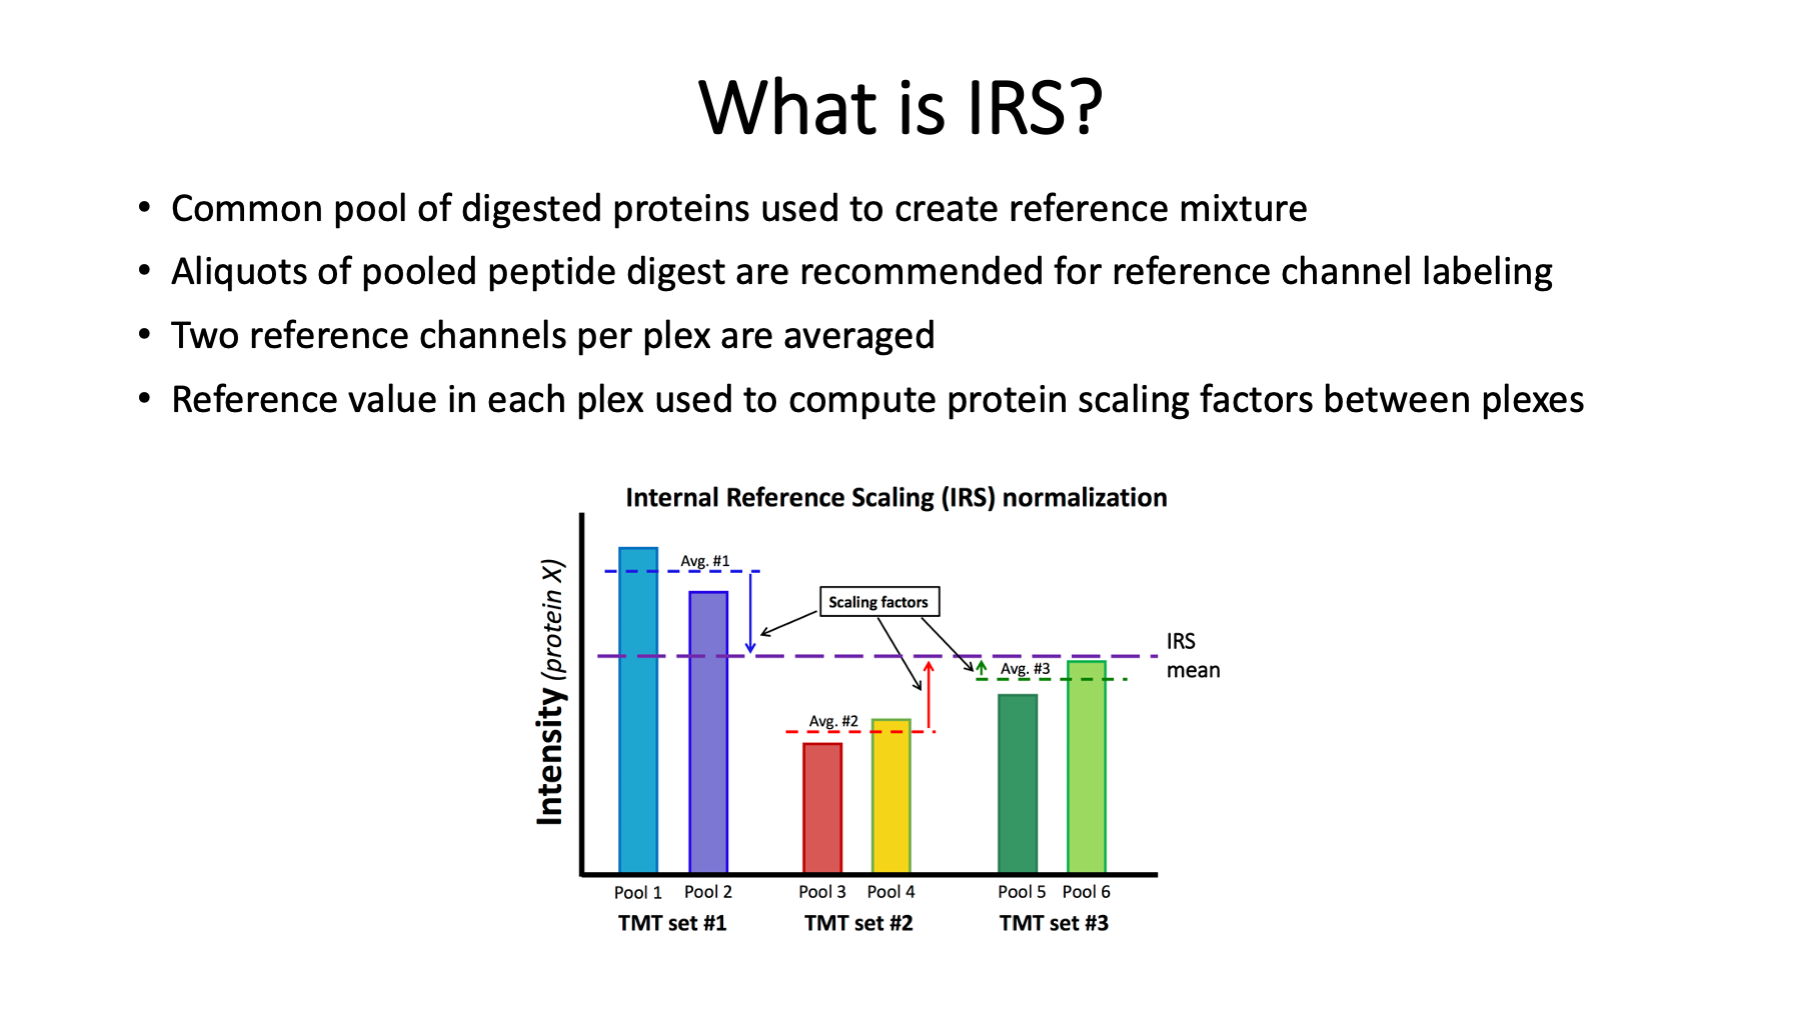 What is IRS?
• Common pool of digested proteins used to create reference mixture
• Aliquots of pooled peptide digest are recommended for reference channel labeling
• Two reference channels per plex are averaged
• Reference value in each plex used to compute protein scaling factors between plexes
Internal Reference Scaling (IRS) normalization
Intensity (protein X)
Avg. #1
Scaling factors
IRS
mean
Avg. #3
Avg. #2
Pool 1 Pool 2 Pool 3 Pool 4 Pool 5 Pool 6
TMT set #1 TMT set #2 TMT set #3